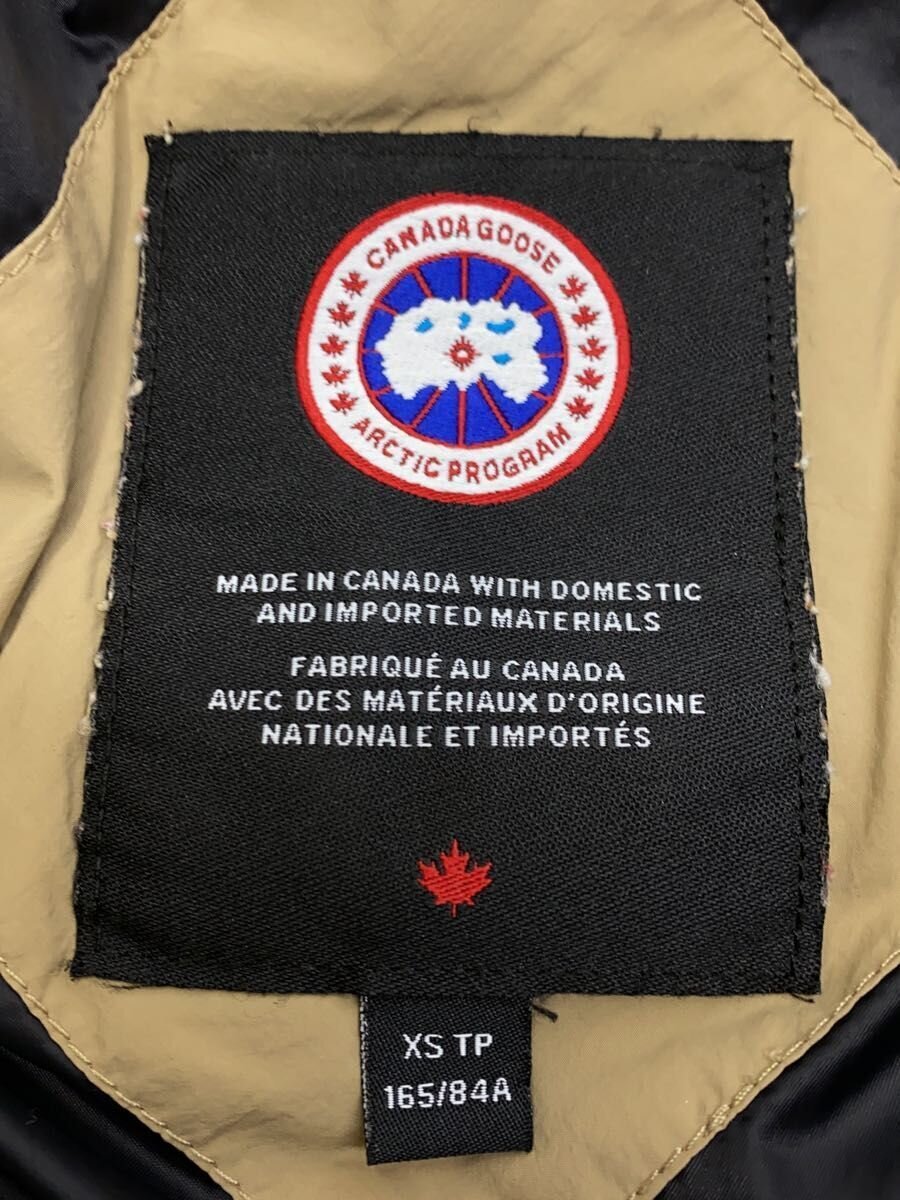 CANADA GOOSE
ARCTIC PROGRAM
MADE IN CANADA WITH DOMESTIC
AND IMPORTED MATERIALS
FABRIQUÉ AU CANADA
AVEC DES MATÉRIAUX D'ORIGINE
NATIONALE ET IMPORTÉS
XS TP
165/84A